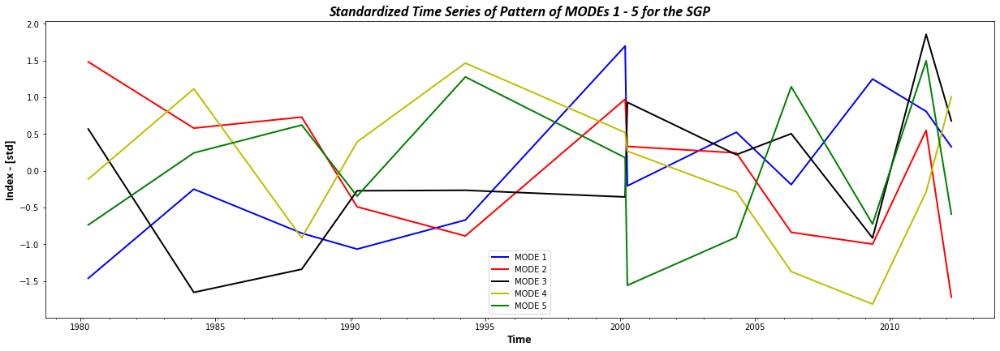 Standardized Time Series of Pattern of MODEs 1 - 5 for the SGP
2.0
1.5
1.0
0.5
0.0
−0.5
−1.0
−1.5
Index - [std]
MODE 1
MODE 2
MODE 3
MODE 4
MODE 5
1980 1985 1990 1995 2000 2005 2010
Time